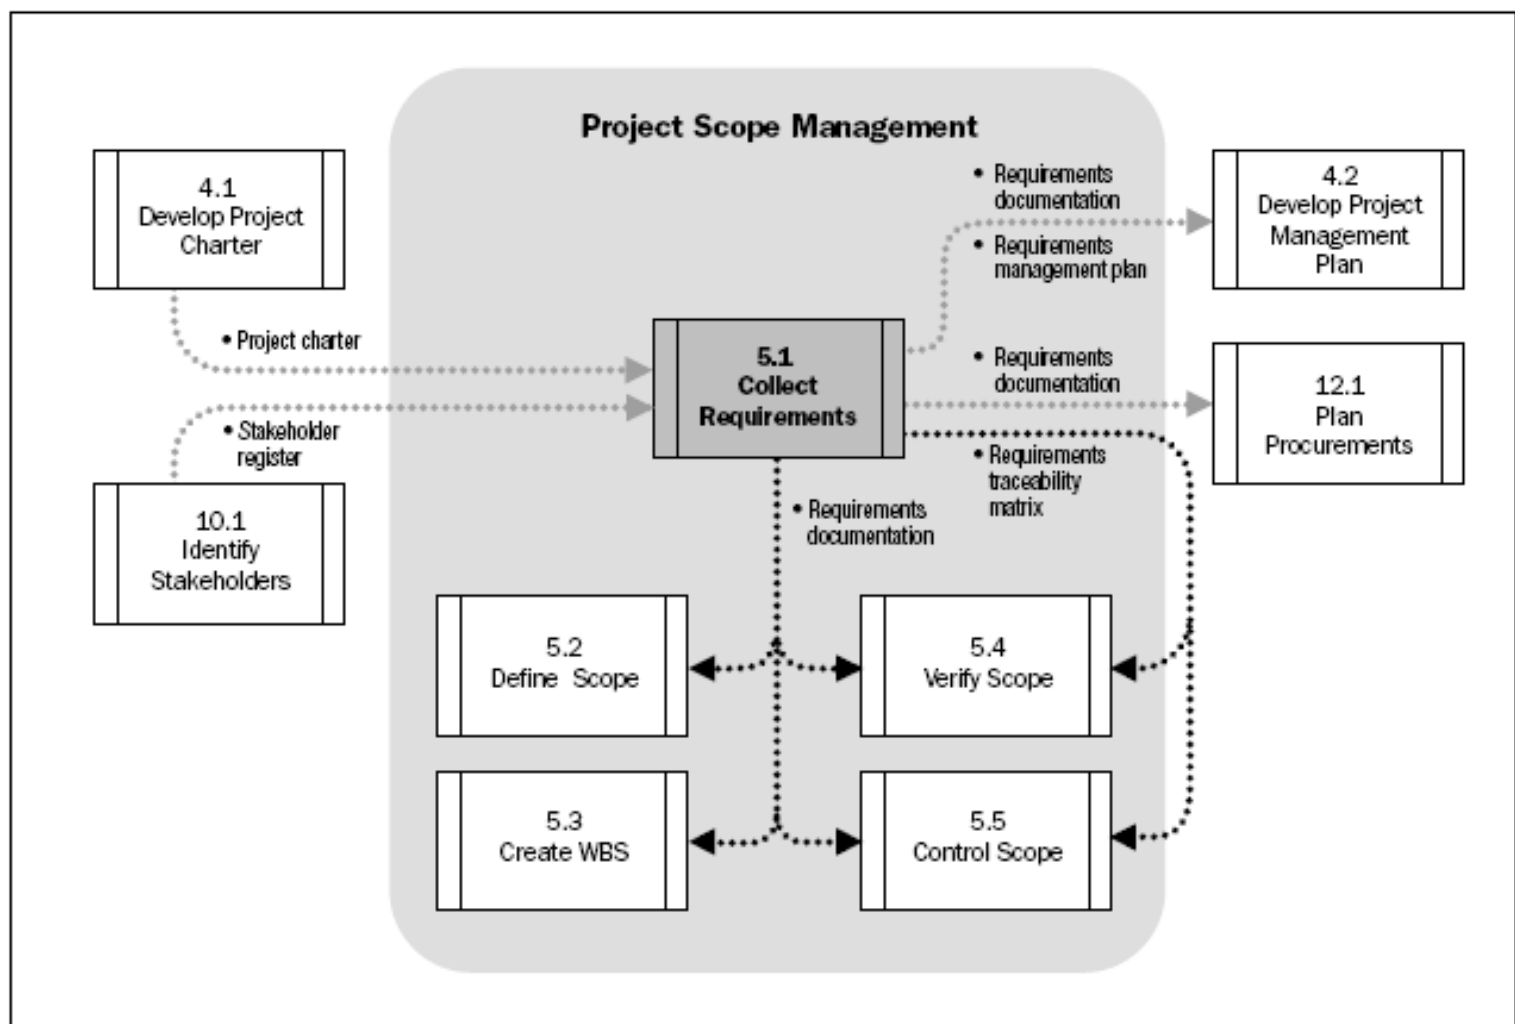 Project Scope Management
4.1
Develop Project
Charter
• Project charter
• Stakeholder
register
10.1
Identify
Stakeholders
5.1
Collect
Requirements
• Requirements
documentation
• Requirements
management plan
4.2
Develop Project
Management
Plan
• Requirements
documentation
12.1
Plan
Procurements
• Requirements
traceability
matrix
• Requirements
documentation
5.2
Define Scope
5.4
Verify Scope
5.3
Create WBS
5.5
Control Scope